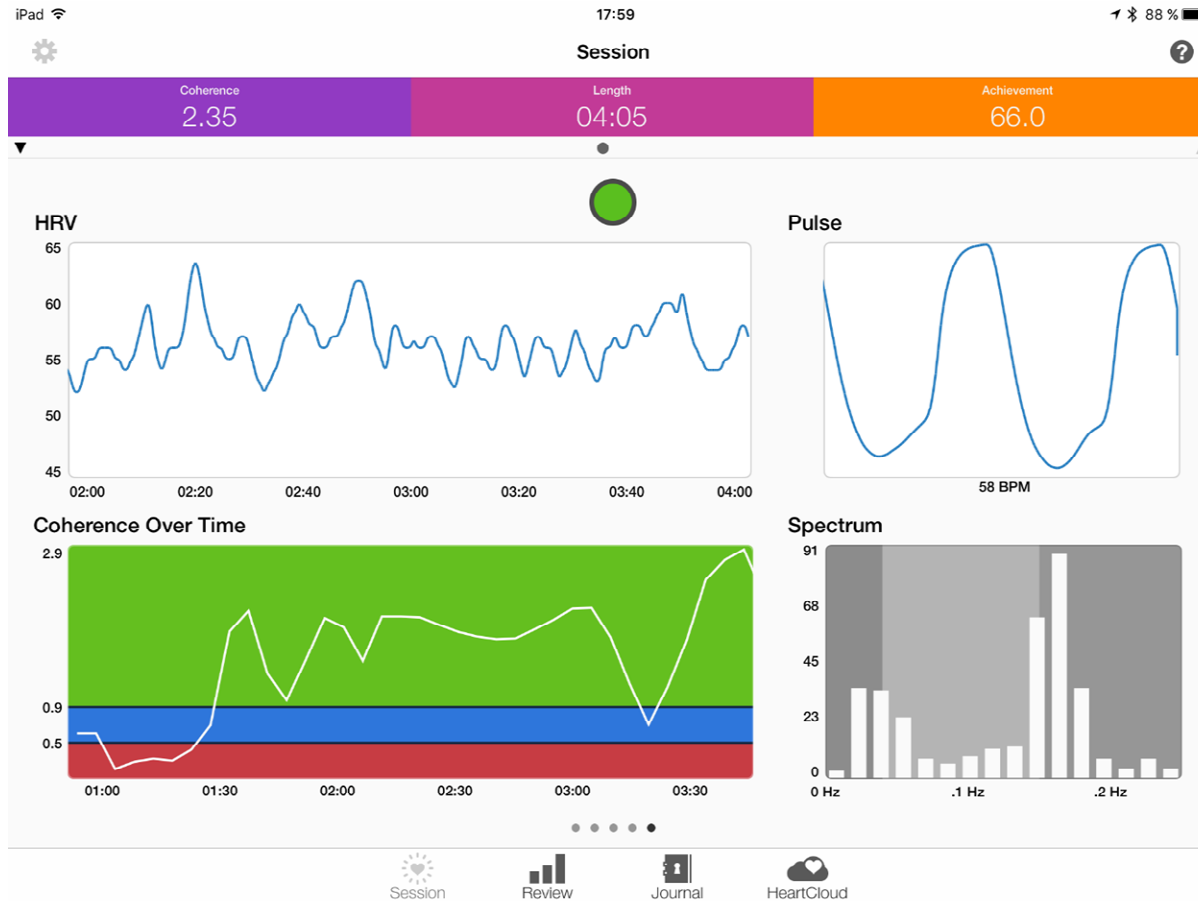 iPad 17:59 88 %
Session ?
Coherence Length Achievement
2.35 04:05 66.0
HRV
65
60
55
50
45
02:00 02:20 02:40 03:00 03:20 03:40 04:00
Pulse
58 BPM
Coherence Over Time
2.9
0.9
0.5
01:00 01:30 02:00 02:30 03:00 03:30
Spectrum
91
68
45
23
0
0 Hz .1 Hz .2 Hz
Session Review Journal HeartCloud